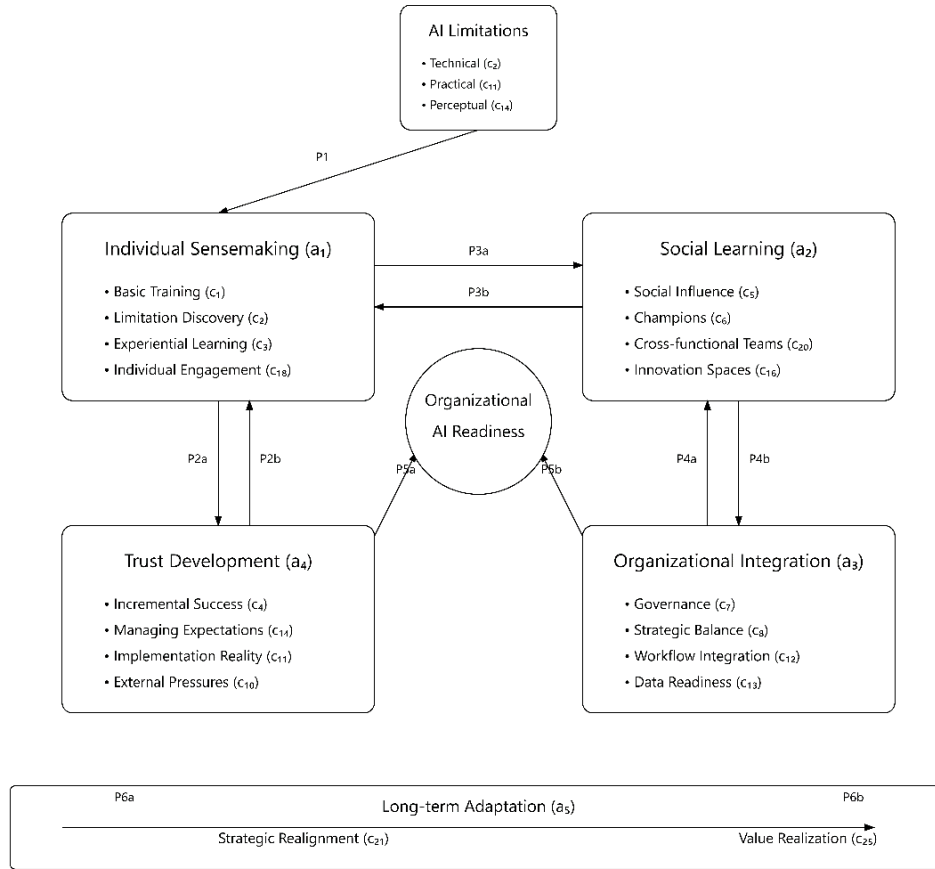 AI Limitations
• Technical (c₂)
• Practical (c₁₁)
• Perceptual (c₁₄)
P1
Individual Sensemaking (a₁)
• Basic Training (c₁)
• Limitation Discovery (c₂)
• Experiential Learning (c₃)
• Individual Engagement (c₁₈)
P3a
P3b
Social Learning (a₂)
• Social Influence (c₅)
• Champions (c₆)
• Cross-functional Teams (c₂₀)
• Innovation Spaces (c₁₆)
Organizational
AI Readiness
P2a
P2b
P5a
P5b
P4a
P4b
Trust Development (a₄)
• Incremental Success (c₄)
• Managing Expectations (c₁₄)
• Implementation Reality (c₁₁)
• External Pressures (c₁₀)
Organizational Integration (a₃)
• Governance (c₇)
• Strategic Balance (c₈)
• Workflow Integration (c₁₂)
• Data Readiness (c₁₃)
P6a
P6b
Long-term Adaptation (a₅)
Strategic Realignment (c₂₁)
Value Realization (c₂₅)